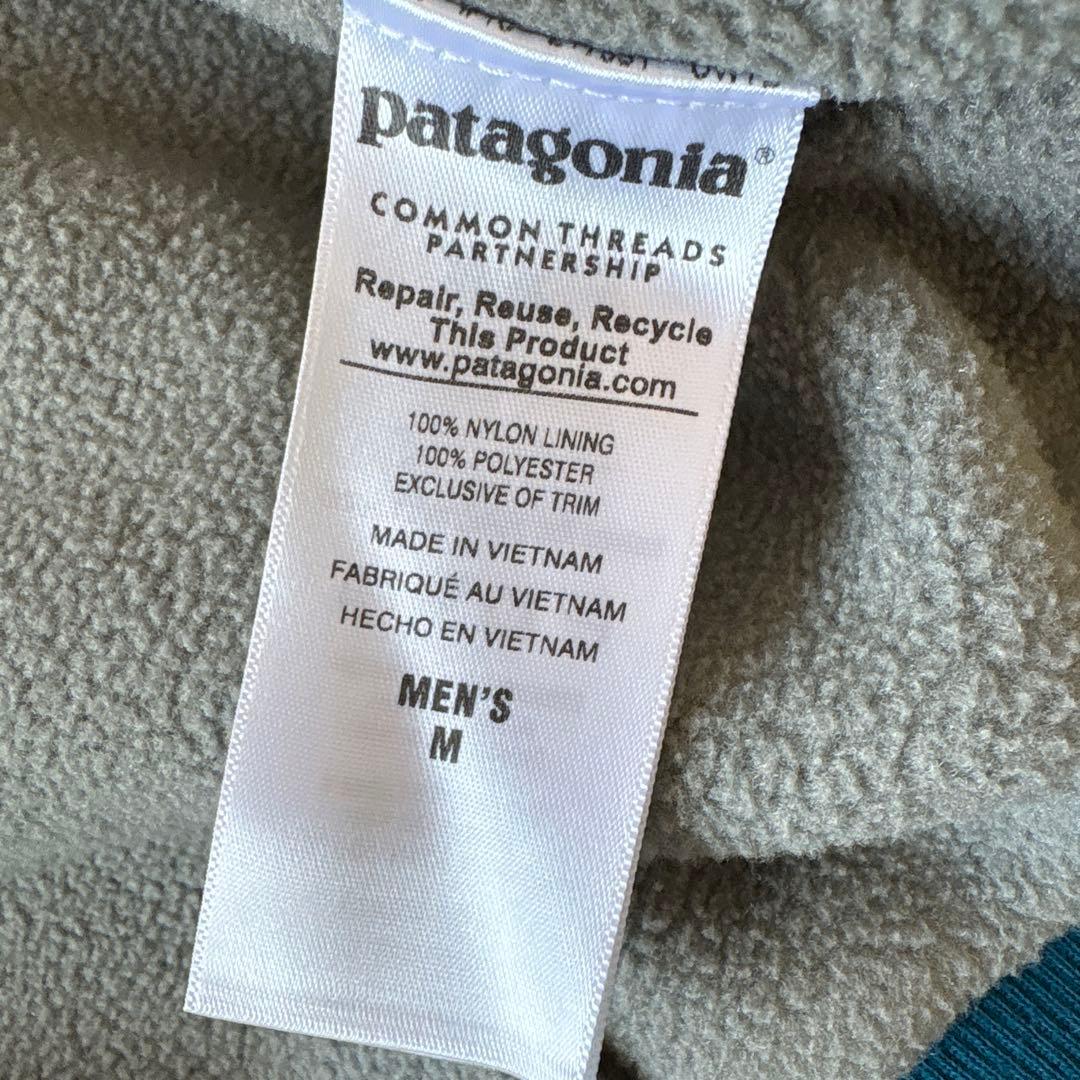 patagonia®
COMMON THREADS
PARTNERSHIP
Repair, Reuse, Recycle
This Product
www.patagonia.com
100% NYLON LINING
100% POLYESTER
EXCLUSIVE OF TRIM
MADE IN VIETNAM
FABRIQUÉ AU VIETNAM
HECHO EN VIETNAM
MEN'S
M